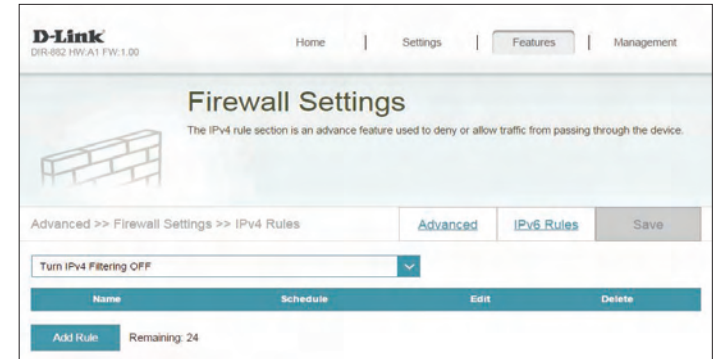 D-Link
DIR-882 HW:A1 FW:1.00
Home | Settings | Features | Management
Firewall Settings
The IPv4 rule section is an advance feature used to deny or allow traffic from passing through the device.
Advanced >> Firewall Settings >> IPv4 Rules
Advanced
IPv6 Rules
Save
Turn IPv4 Filtering OFF
Name Schedule Edit Delete
Add Rule Remaining: 24